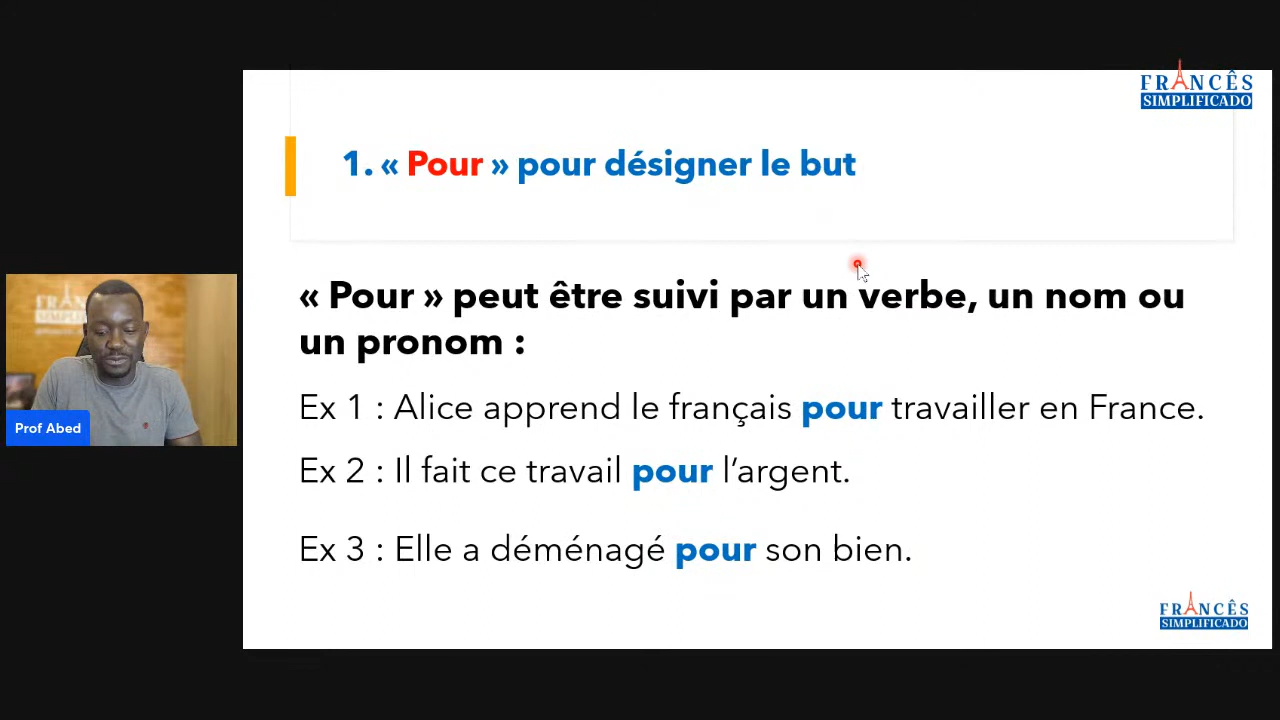 FRANCÊS
SIMPLIFICADO
1. « Pour » pour désigner le but
« Pour » peut être suivi par un verbe, un nom ou
un pronom :
Ex 1 : Alice apprend le français pour travailler en France.
Ex 2 : Il fait ce travail pour l’argent.
Ex 3 : Elle a déménagé pour son bien.
Prof Abed
FRANCÊS
SIMPLIFICADO